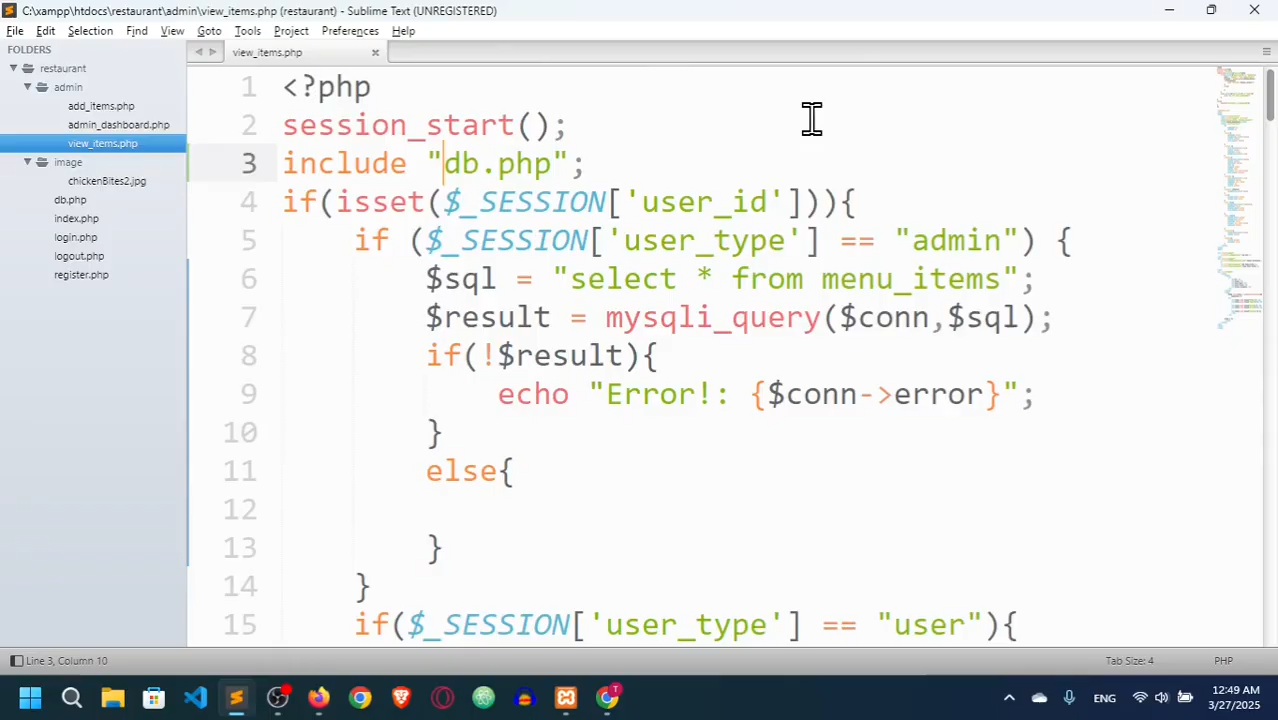 C:\xampp\htdocs\restaurant\admin\view_items.php (restaurant) - Sublime Text (UNREGISTERED)
File Edit Selection Find View Goto Tools Project Preferences Help
FOLDERS
restaurant
admin
add_items.php
admin_dashboard.php
view_items.php
image
chickenBites2.jpg
db.php
index.php
login.php
logout.php
register.php
view_items.php
1 <?php
2 session_start();
3 include "db.php";
4 if(isset($_SESSION['user_id'])){
5     if ($_SESSION['user_type'] == "admin") {
6         $sql = "select * from menu_items";
7         $result = mysqli_query($conn,$sql);
8         if(!$result){
9             echo "Error!: {$conn->error}";
10         }
11         else{
12
13         }
14     }
15     if($_SESSION['user_type'] == "user"){
Line 3, Column 10
Tab Size: 4
PHP
T
ENG
12:49 AM
3/27/2025